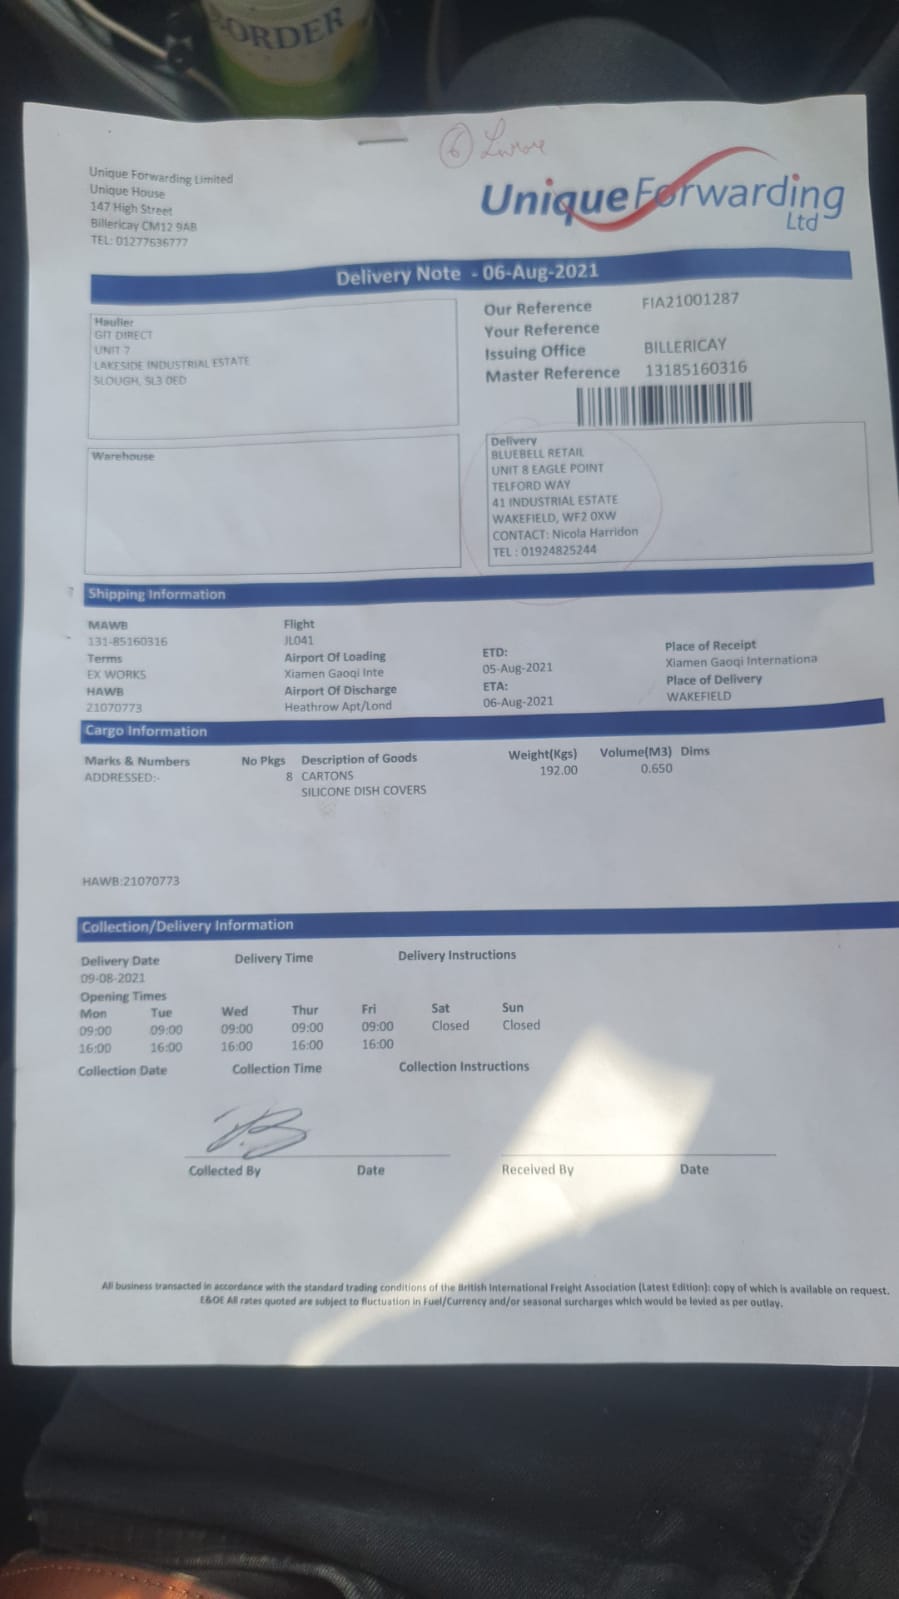 ORDER
6
Unique Forwarding Limited
Unique House
147 High Street
Billericay CM12 9AB
TEL: 01277636777
UniqueForwarding
Ltd
Delivery Note - 06-Aug-2021
Haulier
GIT DIRECT
UNIT 7
LAKESIDE INDUSTRIAL ESTATE
SLOUGH, SL3 0ED
Our Reference FIA21001287
Your Reference
Issuing Office BILLERICAY
Master Reference 13185160316
Warehouse
Delivery
BLUEBELL RETAIL
UNIT 8 EAGLE POINT
TELFORD WAY
41 INDUSTRIAL ESTATE
WAKEFIELD, WF2 0XW
CONTACT: Nicola Harridon
TEL : 01924825244
Shipping Information
MAWB
131-85160316
Terms
EX WORKS
HAWB
21070773
Flight
JL041
Airport Of Loading
Xiamen Gaoqi Inte
Airport Of Discharge
Heathrow Apt/Lond
ETD:
05-Aug-2021
ETA:
06-Aug-2021
Place of Receipt
Xiamen Gaoqi Internationa
Place of Delivery
WAKEFIELD
Cargo Information
Marks & Numbers No Pkgs Description of Goods Weight(Kgs) Volume(M3) Dims
ADDRESSED:- 8 CARTONS 192.00 0.650
SILICONE DISH COVERS
HAWB:21070773
Collection/Delivery Information
Delivery Date Delivery Time Delivery Instructions
09-08-2021
Opening Times
Mon Tue Wed Thur Fri Sat Sun
09:00 09:00 09:00 09:00 09:00 Closed Closed
16:00 16:00 16:00 16:00 16:00
Collection Date Collection Time Collection Instructions
Collected By Date Received By Date
All business transacted in accordance with the standard trading conditions of the British International Freight Association (Latest Edition): copy of which is available on request.
E&OE All rates quoted are subject to fluctuation in Fuel/Currency and/or seasonal surcharges which would be levied as per outlay.